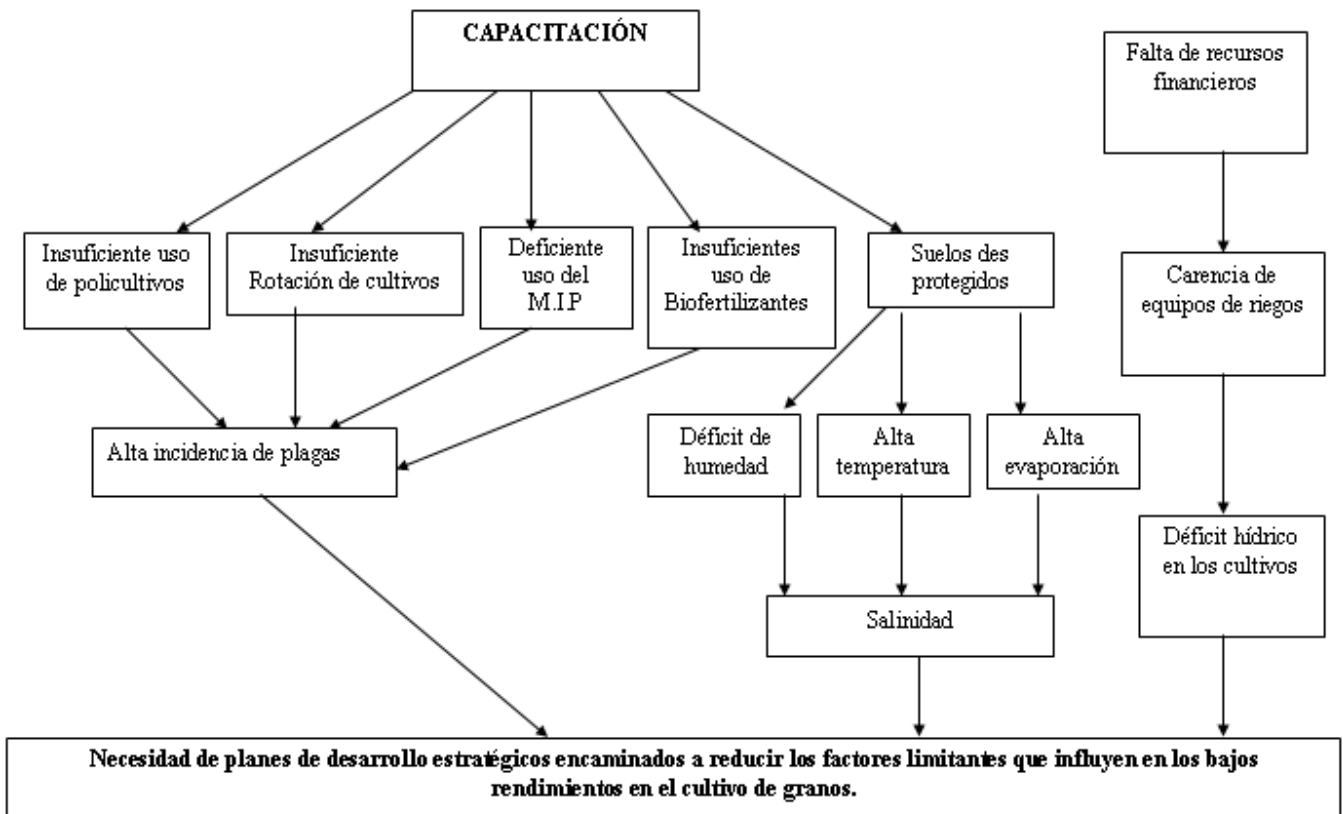 CAPACITACIÓN
Falta de recursos
financieros
Insuficiente uso
de policultivos
Insuficiente
Rotación de cultivos
Deficiente
uso del
M.I.P
Insuficientes
uso de
Biofertilizantes
Suelos des
protegidos
Carencia de
equipos de riegos
Alta incidencia de plagas
Déficit de
humedad
Alta
temperatura
Alta
evaporación
Déficit hídrico
en los cultivos
Salinidad
Necesidad de planes de desarrollo estratégicos encaminados a reducir los factores limitantes que influyen en los bajos
rendimientos en el cultivo de granos.